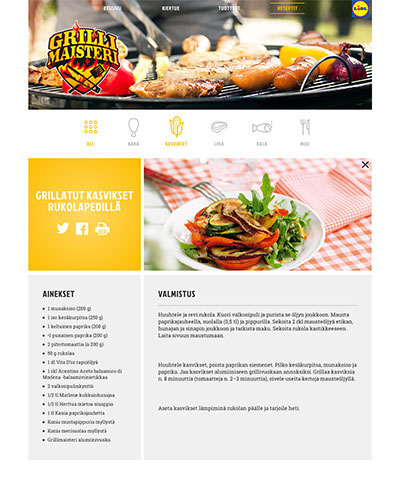 KIERTUE TUOTTEET RESEPTIT
LIDL
GRILLI
MAISTERI
ALL KANA KASVIKSET LIHA KALA MUU
GRILLATUT KASVIKSET
RUKOLAPEDILLÄ
AINEKSET
1 munakoiso (250 g)
1 iso kesäkurpitsa (250 g)
1 keltainen paprika (200 g)
1 punainen paprika (200 g)
2 pihvitomaattia (à 200 g)
50 g rukolaa
1 dl Vita D'or rapsiöljyä
1 rkl Acentino Aceto balsamico di
Modena -balsamoviinietikkaa
2 valkosipulinkynttä
1/2 tl Marlene kukkaishunajaa
1/2 tl Herttua mietoa sinappia
1 tl Kania paprikajauhetta
Kania mustapippuria myllystä
Kania merisuolaa myllystä
Grillimaisteri alumiinivuoka
VALMISTUS
Huuhtele ja revi rukola. Kuori valkosipuli ja purista se öljyn joukkoon. Mausta
paprikajauheella, suolalla (0,5 tl) ja pippurilla. Sekoita 2 rkl mausteöljyä etikan,
hunajan ja sinapin joukkoon ja tarkista maku. Sekoita rukola kastikkeeseen.
Laita sivuun maustumaan.
Huuhtele kasvikset, poista paprikan siemenet. Pilko kesäkurpitsa, munakoiso ja
paprika. Jaa kasvikset alumiiniseen grillivuokaan annoksiksi. Grillaa kasviksia
n. 8 minuuttia (tomaatteja n. 2–3 minuuttia), sivele useita kertoja mausteöljyllä.
Aseta kasvikset lämpiminä rukolan päälle ja tarjoile heti.